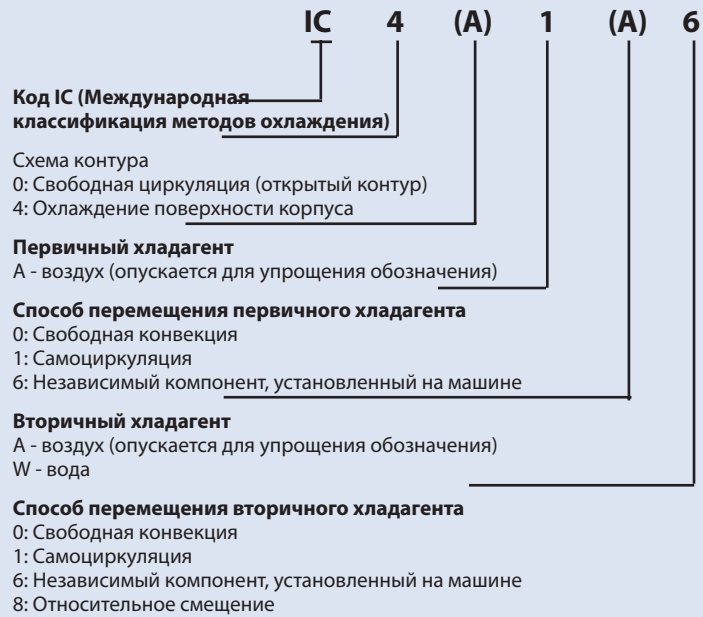 IC 4 (A) 1 (A) 6
Код IC (Международная
классификация методов охлаждения)
Схема контура
0: Свободная циркуляция (открытый контур)
4: Охлаждение поверхности корпуса
Первичный хладагент
А - воздух (опускается для упрощения обозначения)
Способ перемещения первичного хладагента
0: Свободная конвекция
1: Самоциркуляция
6: Независимый компонент, установленный на машине
Вторичный хладагент
А - воздух (опускается для упрощения обозначения)
W - вода
Способ перемещения вторичного хладагента
0: Свободная конвекция
1: Самоциркуляция
6: Независимый компонент, установленный на машине
8: Относительное смещение